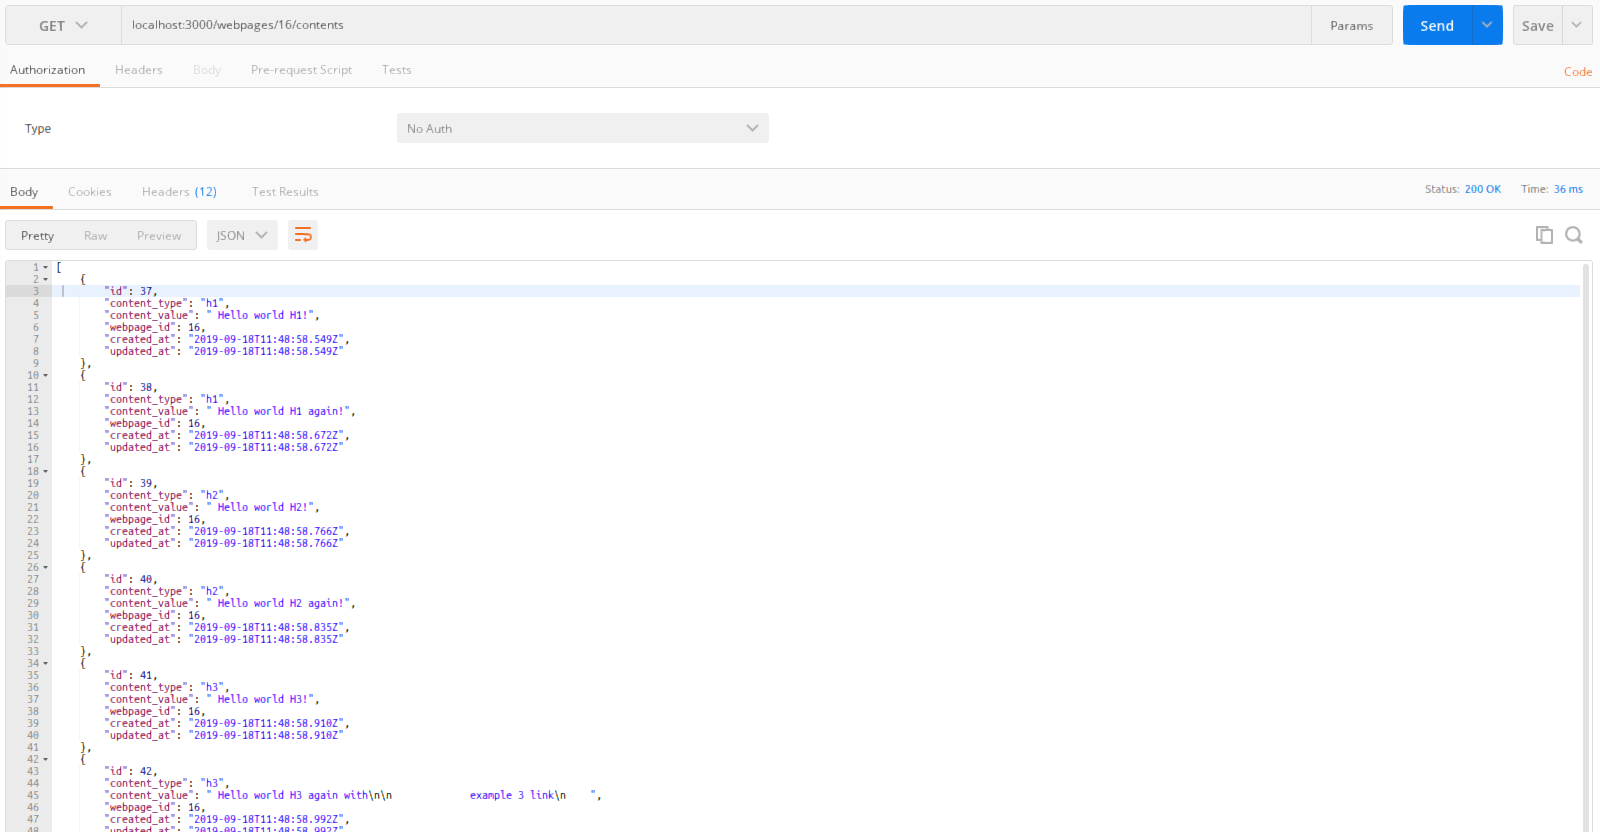 GET localhost:3000/webpages/16/contents Params Send Save
Authorization Headers Body Pre-request Script Tests Code
Type No Auth
Body Cookies Headers (12) Test Results Status: 200 OK Time: 36 ms
Pretty Raw Preview JSON
1 [
2 {
3 "id": 37,
4 "content_type": "h1",
5 "content_value": " Hello world H1!",
6 "webpage_id": 16,
7 "created_at": "2019-09-18T11:48:58.549Z",
8 "updated_at": "2019-09-18T11:48:58.549Z"
9 },
10 {
11 "id": 38,
12 "content_type": "h1",
13 "content_value": " Hello world H1 again!",
14 "webpage_id": 16,
15 "created_at": "2019-09-18T11:48:58.672Z",
16 "updated_at": "2019-09-18T11:48:58.672Z"
17 },
18 {
19 "id": 39,
20 "content_type": "h2",
21 "content_value": " Hello world H2!",
22 "webpage_id": 16,
23 "created_at": "2019-09-18T11:48:58.766Z",
24 "updated_at": "2019-09-18T11:48:58.766Z"
25 },
26 {
27 "id": 40,
28 "content_type": "h2",
29 "content_value": " Hello world H2 again!",
30 "webpage_id": 16,
31 "created_at": "2019-09-18T11:48:58.835Z",
32 "updated_at": "2019-09-18T11:48:58.835Z"
33 },
34 {
35 "id": 41,
36 "content_type": "h3",
37 "content_value": " Hello world H3!",
38 "webpage_id": 16,
39 "created_at": "2019-09-18T11:48:58.910Z",
40 "updated_at": "2019-09-18T11:48:58.910Z"
41 },
42 {
43 "id": 42,
44 "content_type": "h3",
45 "content_value": " Hello world H3 again with\n\n             example 3 link\n    ",
46 "webpage_id": 16,
47 "created_at": "2019-09-18T11:48:58.992Z",
48 "updated_at": "2019-09-18T11:48:58.992Z"